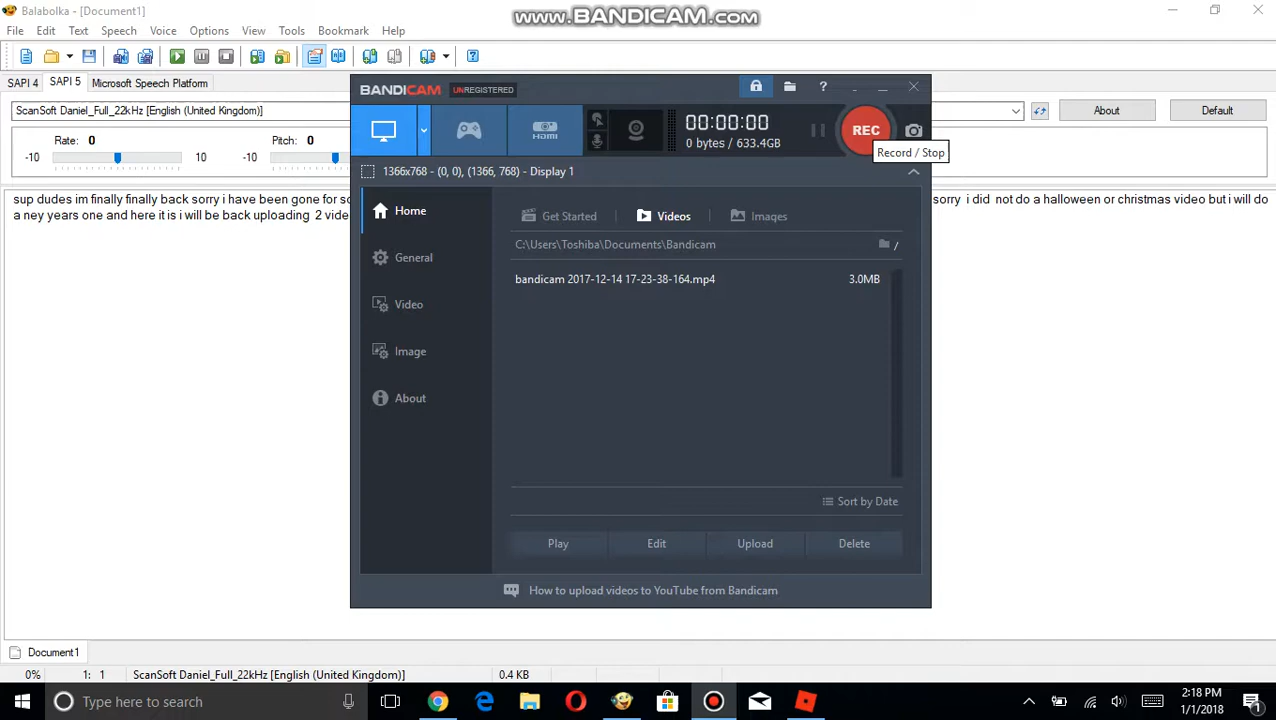 Balabolka - [Document1]
www.BANDICAM.com
File Edit Text Speech Voice Options View Tools Bookmark Help
SAPI 4 SAPI 5 Microsoft Speech Platform
ScanSoft Daniel_Full_22kHz [English (United Kingdom)]
About
Default
Rate: 0
Pitch: 0
-10 10 -10
sup dudes im finally finally back sorry i have been gone for
sorry i did not do a halloween or christmas video but i will do
a ney years one and here it is i will be back uploading 2
BANDICAM UNREGISTERED
?
HDMI
00:00:00
0 bytes / 633.4GB
REC
Record / Stop
1366x768 - (0, 0), (1366, 768) - Display 1
Home
General
Video
Image
About
Get Started
Videos
Images
C:\Users\Toshiba\Documents\Bandicam
/
bandicam 2017-12-14 17-23-38-164.mp4 3.0MB
Sort by Date
Play Edit Upload Delete
How to upload videos to YouTube from Bandicam
Document1
0% 1: 1 ScanSoft Daniel_Full_22kHz [English (United Kingdom)] 0.4 KB
Type here to search
2:18 PM
1/1/2018
1